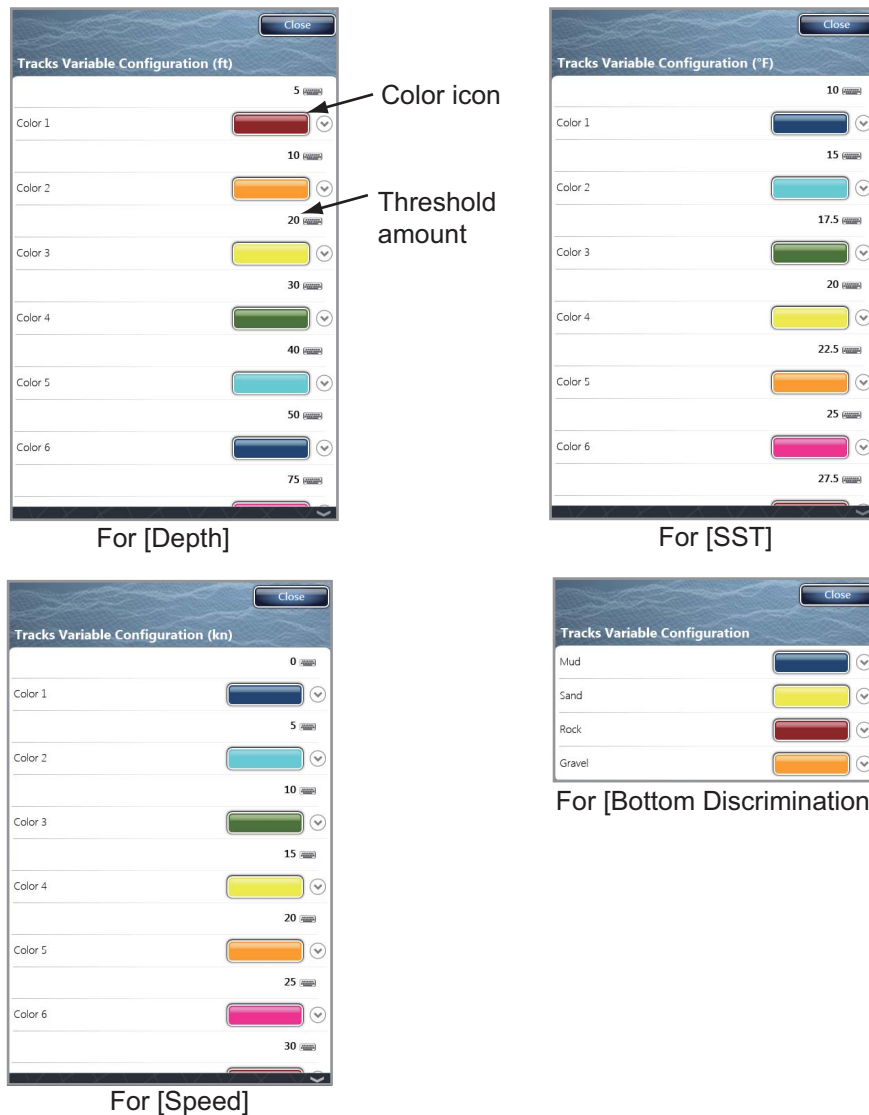 Close
Tracks Variable Configuration (ft)
5
Color 1
10
Color 2
20
Color 3
30
Color 4
40
Color 5
50
Color 6
75
Color icon
Threshold
amount
For [Depth]
Close
Tracks Variable Configuration (°F)
10
Color 1
15
Color 2
17.5
Color 3
20
Color 4
22.5
Color 5
25
Color 6
27.5
For [SST]
Close
Tracks Variable Configuration (kn)
0
Color 1
5
Color 2
10
Color 3
15
Color 4
20
Color 5
25
Color 6
30
For [Speed]
Close
Tracks Variable Configuration
Mud
Sand
Rock
Gravel
For [Bottom Discrimination